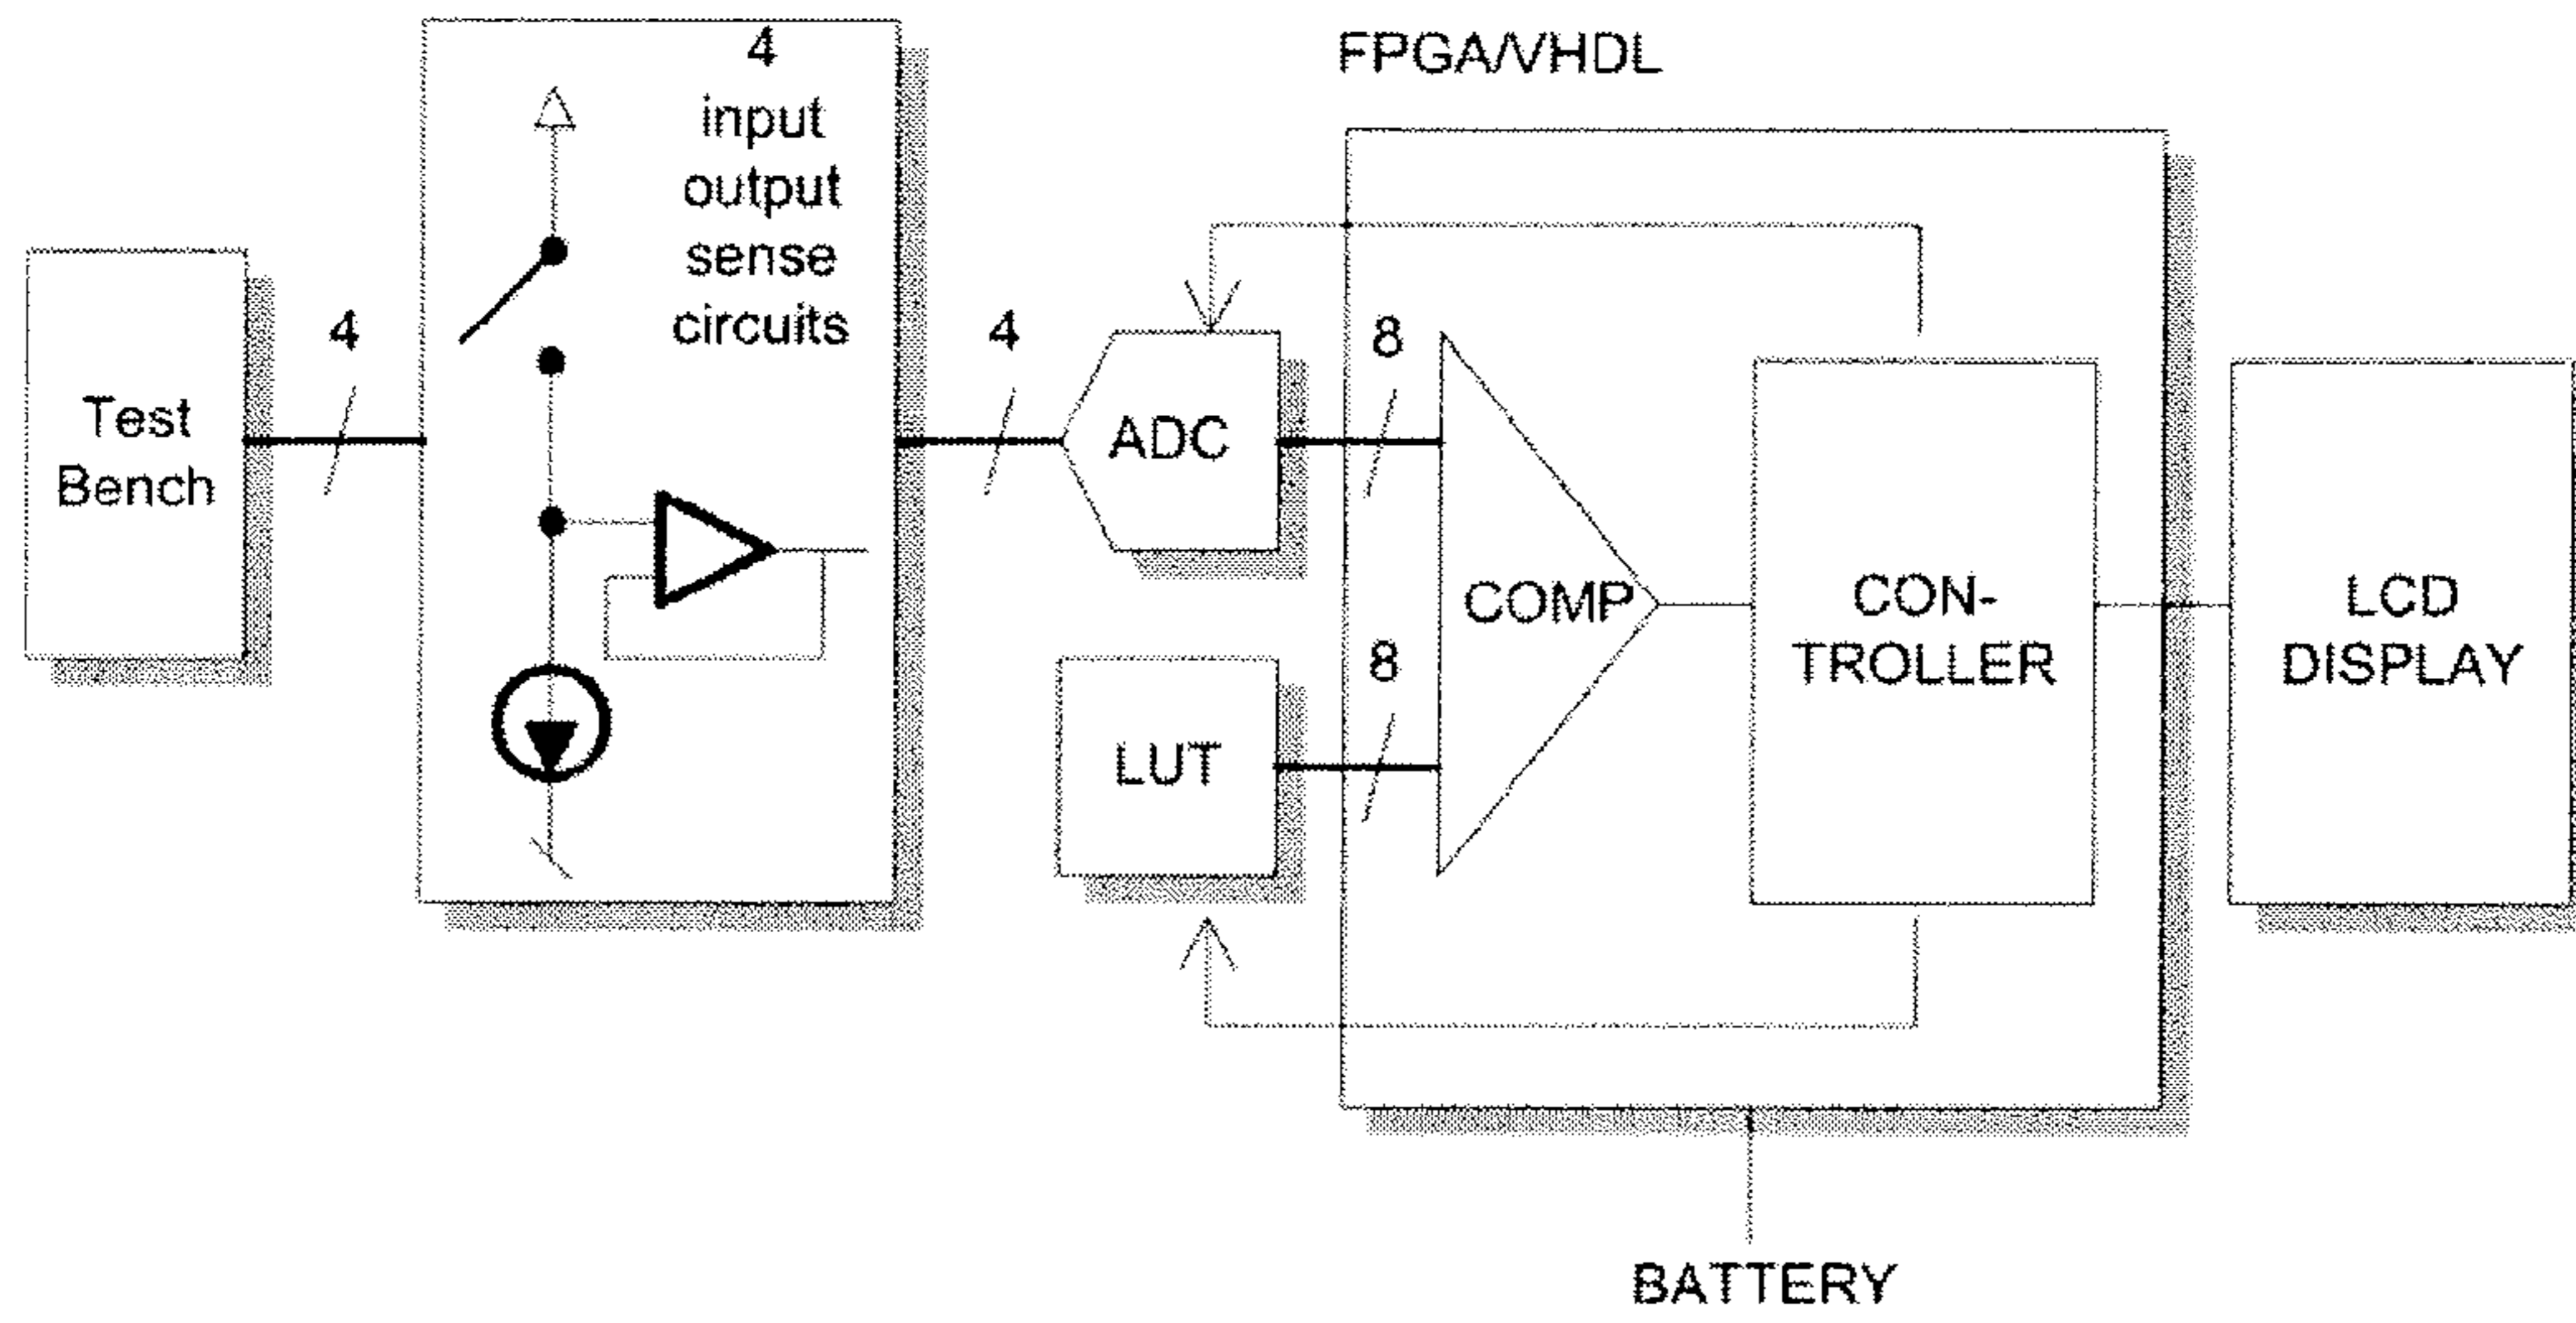 4
input
output
sense
circuits
FPGA/VHDL
Test
Bench
4
4
ADC
8
8
LUT
COMP
CON-
TROLLER
LCD
DISPLAY
BATTERY